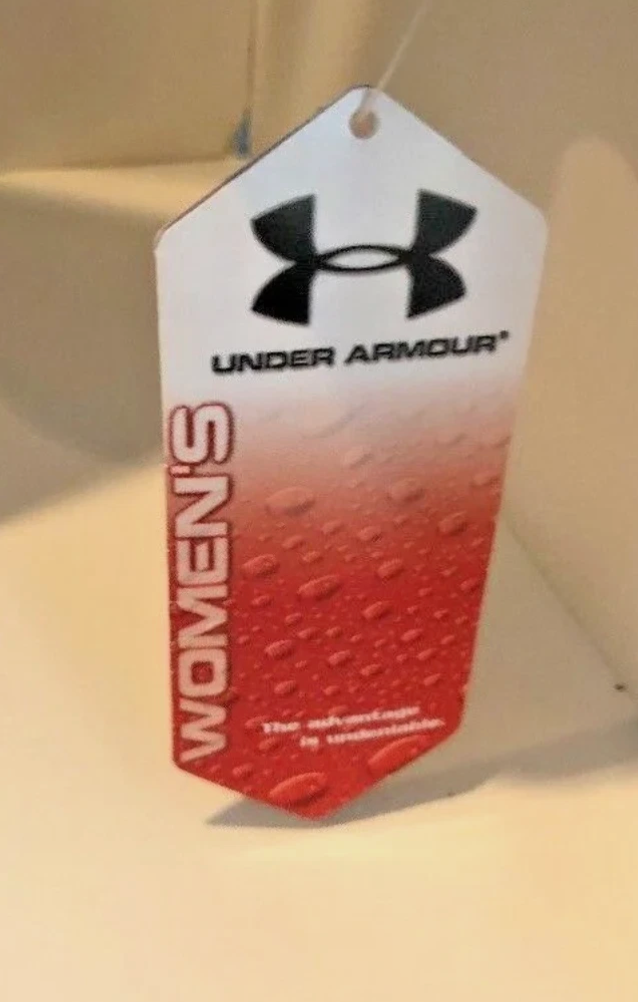 UNDER ARMOUR®
WOMEN'S
The advantage
is undeniable.